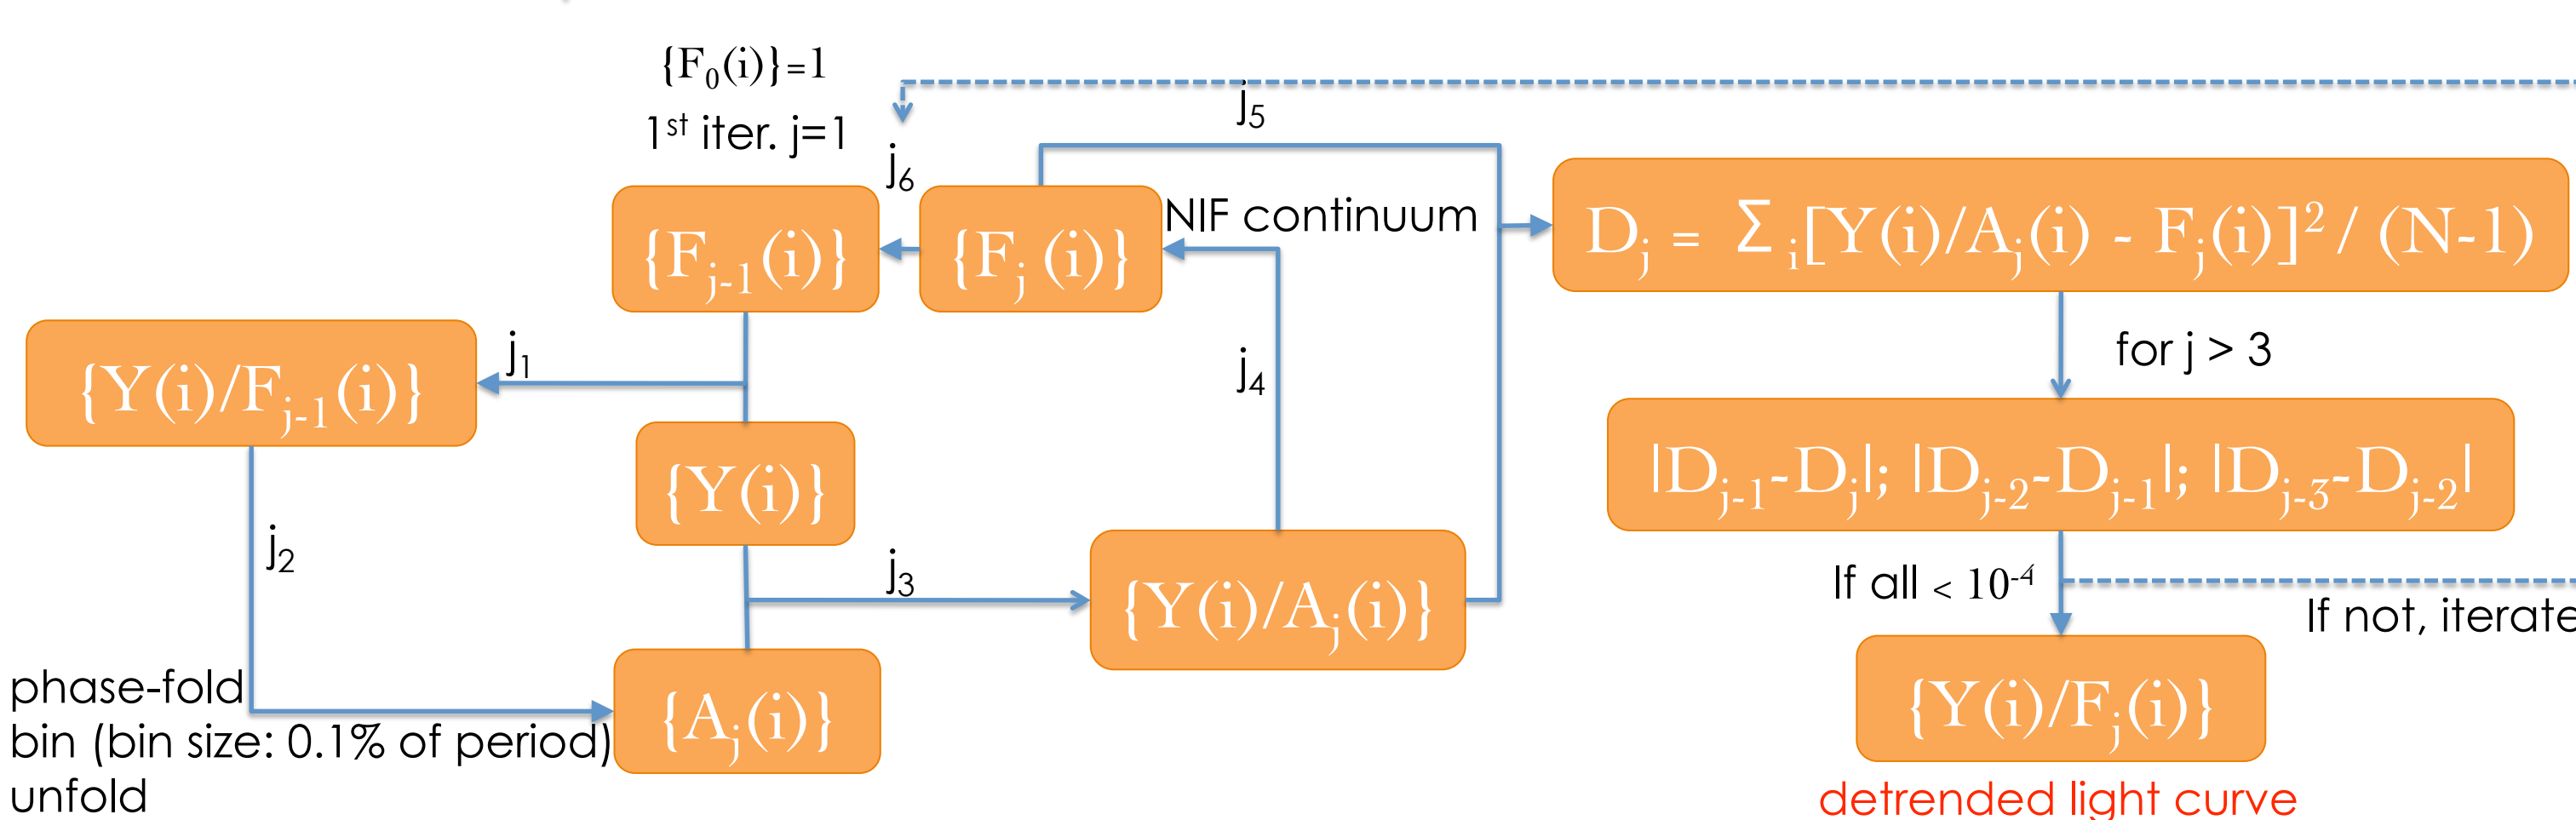 {F₀(i)}=1
1ˢᵗ iter. j=1
j₅
j₆
{Fⱼ₋₁(i)}
{Fⱼ (i)}
NIF continuum
Dⱼ = Σ ᵢ[Y(i)/Aⱼ(i) - Fⱼ(i)]² / (N-1)
j₁
{Y(i)/Fⱼ₋₁(i)}
j₄
for j > 3
{Y(i)}
|Dⱼ₋₁-Dⱼ|; |Dⱼ₋₂-Dⱼ₋₁|; |Dⱼ₋₃-Dⱼ₋₂|
j₂
j₃
{Y(i)/Aⱼ(i)}
If all < 10⁻⁴
If not, iterate
phase-fold
bin (bin size: 0.1% of period)
unfold
{Aⱼ(i)}
{Y(i)/Fⱼ(i)}
detrended light curve